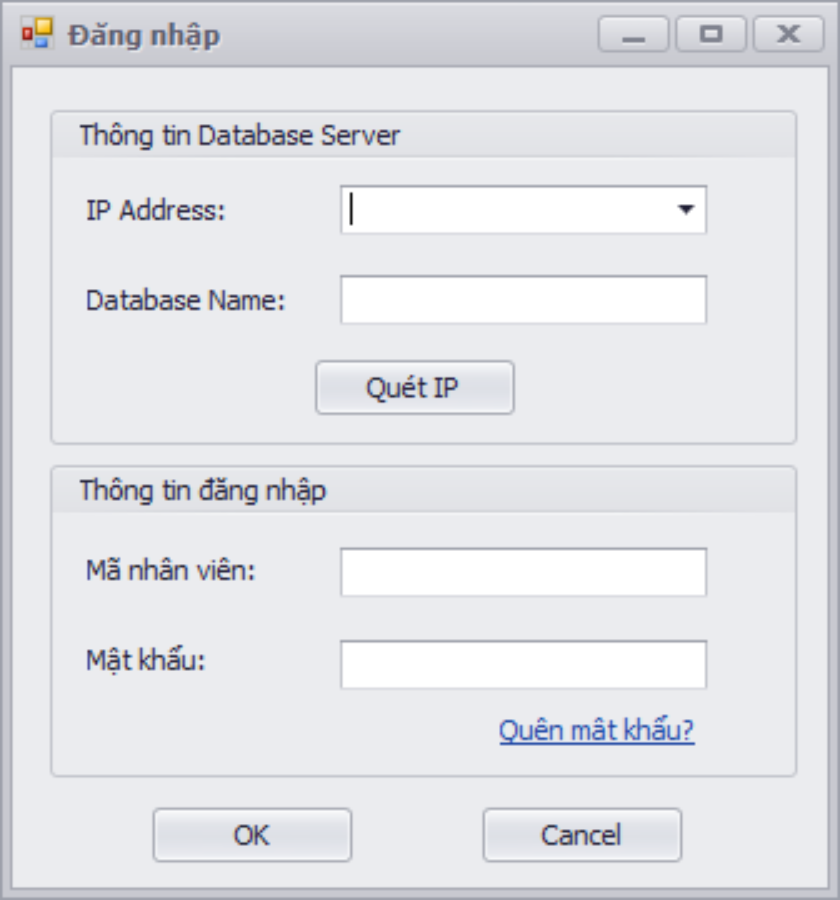 Đăng nhập
Thông tin Database Server
IP Address:
Database Name:
Quét IP
Thông tin đăng nhập
Mã nhân viên:
Mật khẩu:
Quên mât khẩu?
OK Cancel